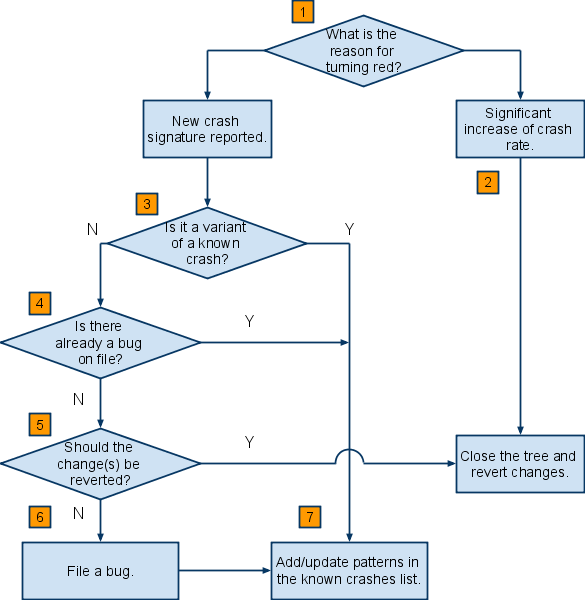 1
What is the
reason for
turning red?
New crash
signature reported.
Significant
increase of crash
rate.
2
3
Is it a variant
of a known
crash?
N
Y
4
Is there
already a bug
on file?
Y
N
5
Should the
change(s) be
reverted?
Y
Close the tree and
revert changes.
N
6
7
File a bug.
Add/update patterns in
the known crashes list.